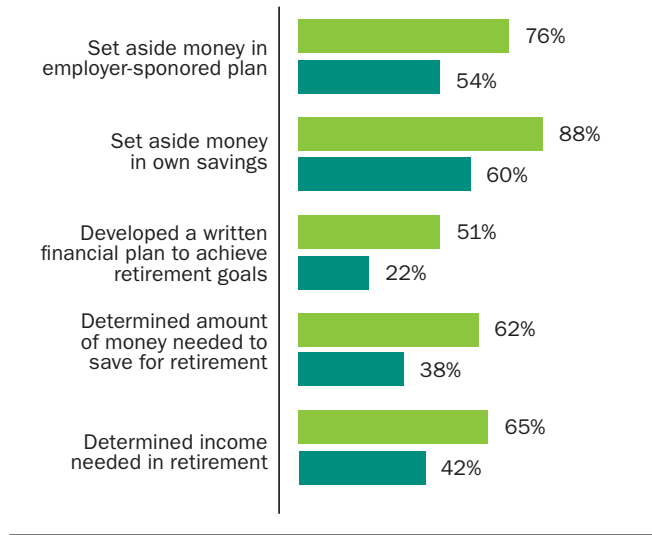 Set aside money in
employer-sponored plan
76%
54%
Set aside money
in own savings
88%
60%
Developed a written
financial plan to achieve
retirement goals
51%
22%
Determined amount
of money needed to
save for retirement
62%
38%
Determined income
needed in retirement
65%
42%